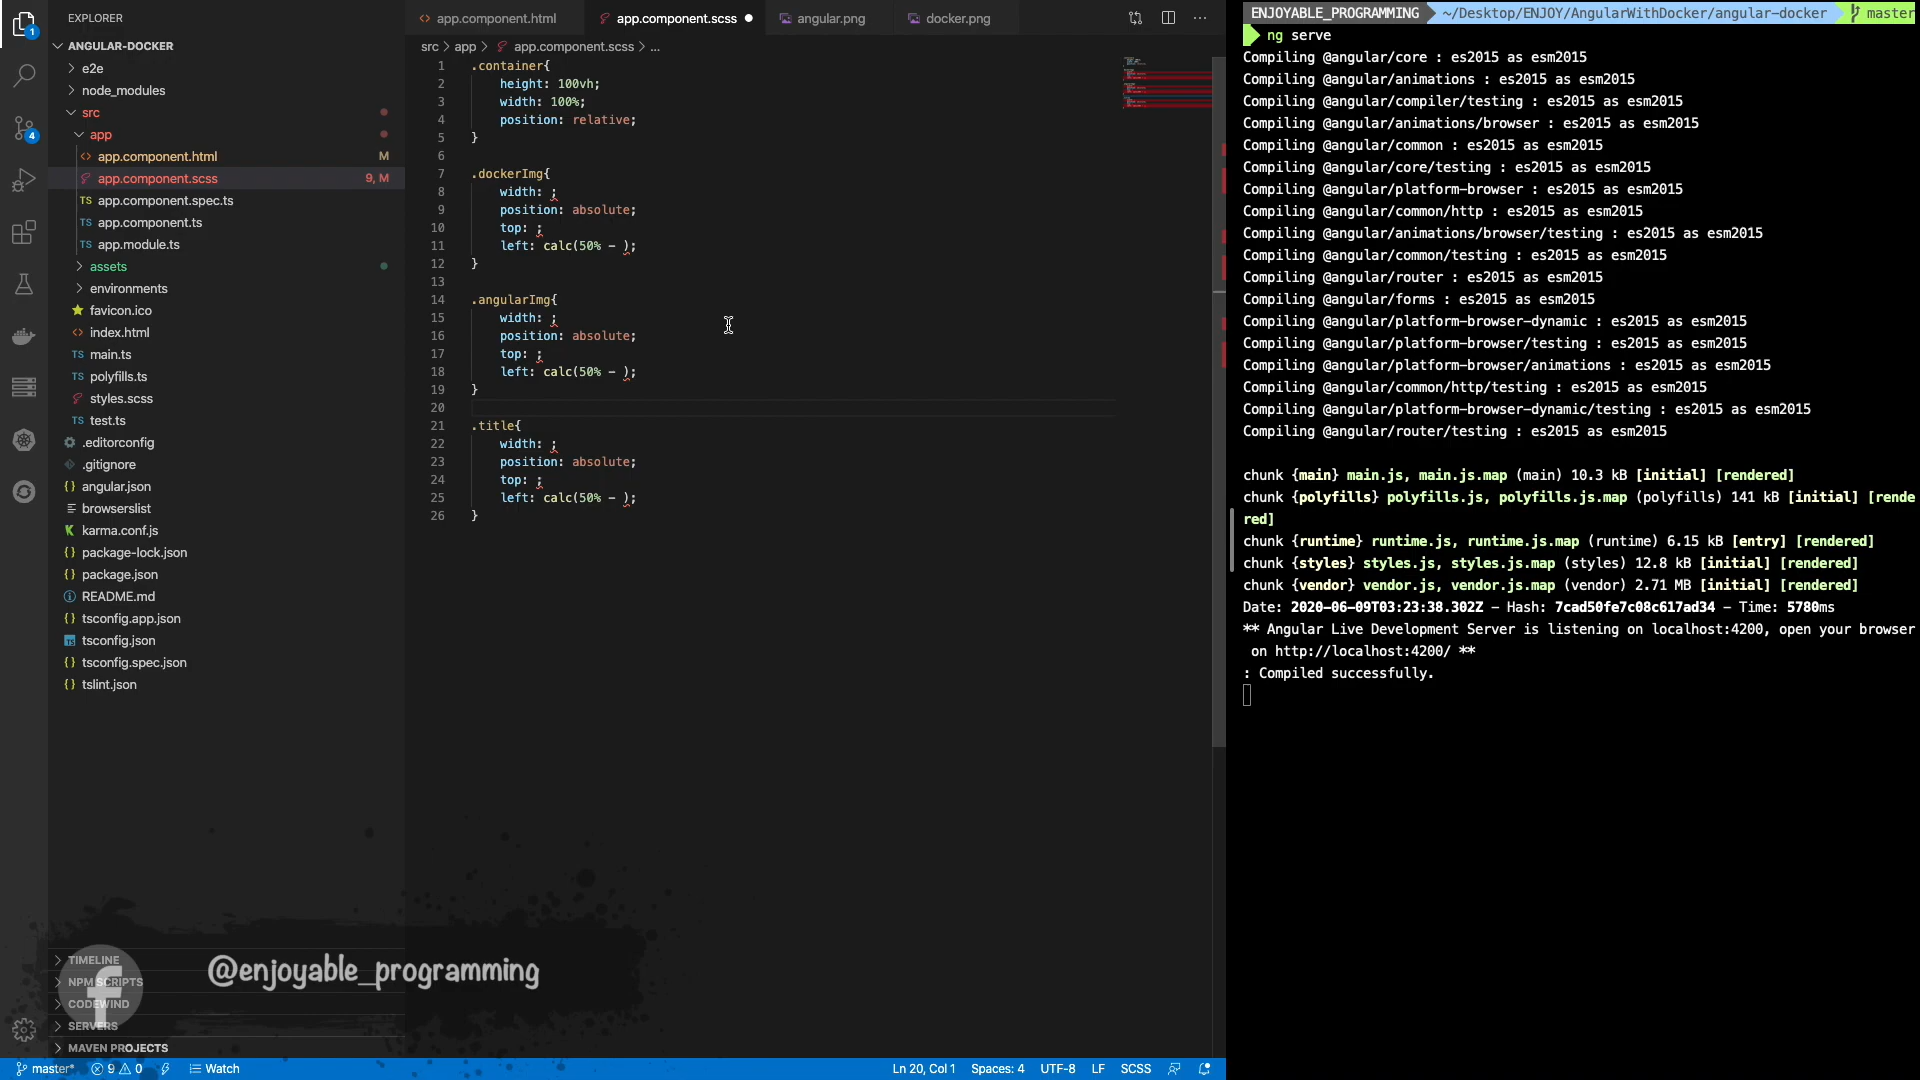 EXPLORER
ANGULAR-DOCKER
e2e
node_modules
src
app
app.component.html M
app.component.scss 9, M
TS app.component.spec.ts
TS app.component.ts
TS app.module.ts
assets
environments
favicon.ico
index.html
TS main.ts
TS polyfills.ts
styles.scss
TS test.ts
.editorconfig
.gitignore
angular.json
browserslist
karma.conf.js
package-lock.json
package.json
README.md
tsconfig.app.json
tsconfig.json
tsconfig.spec.json
tslint.json
TIMELINE
NPM SCRIPTS
CODEWIND
SERVERS
MAVEN PROJECTS
1
4
@enjoyable_programming
app.component.html app.component.scss angular.png docker.png
src > app > app.component.scss > ...
1 .container{
2 height: 100vh;
3 width: 100%;
4 position: relative;
5 }
6
7 .dockerImg{
8 width: ;
9 position: absolute;
10 top: ;
11 left: calc(50% - );
12 }
13
14 .angularImg{
15 width: ;
16 position: absolute;
17 top: ;
18 left: calc(50% - );
19 }
20
21 .title{
22 width: ;
23 position: absolute;
24 top: ;
25 left: calc(50% - );
26 }
master* 9 0 Watch Ln 20, Col 1 Spaces: 4 UTF-8 LF SCSS
ENJOYABLE_PROGRAMMING ~/Desktop/ENJOY/AngularWithDocker/angular-docker master
ng serve
Compiling @angular/core : es2015 as esm2015
Compiling @angular/animations : es2015 as esm2015
Compiling @angular/compiler/testing : es2015 as esm2015
Compiling @angular/animations/browser : es2015 as esm2015
Compiling @angular/common : es2015 as esm2015
Compiling @angular/core/testing : es2015 as esm2015
Compiling @angular/platform-browser : es2015 as esm2015
Compiling @angular/common/http : es2015 as esm2015
Compiling @angular/animations/browser/testing : es2015 as esm2015
Compiling @angular/common/testing : es2015 as esm2015
Compiling @angular/router : es2015 as esm2015
Compiling @angular/forms : es2015 as esm2015
Compiling @angular/platform-browser-dynamic : es2015 as esm2015
Compiling @angular/platform-browser/testing : es2015 as esm2015
Compiling @angular/platform-browser/animations : es2015 as esm2015
Compiling @angular/common/http/testing : es2015 as esm2015
Compiling @angular/platform-browser-dynamic/testing : es2015 as esm2015
Compiling @angular/router/testing : es2015 as esm2015
chunk {main} main.js, main.js.map (main) 10.3 kB [initial] [rendered]
chunk {polyfills} polyfills.js, polyfills.js.map (polyfills) 141 kB [initial] [rende
red]
chunk {runtime} runtime.js, runtime.js.map (runtime) 6.15 kB [entry] [rendered]
chunk {styles} styles.js, styles.js.map (styles) 12.8 kB [initial] [rendered]
chunk {vendor} vendor.js, vendor.js.map (vendor) 2.71 MB [initial] [rendered]
Date: 2020-06-09T03:23:38.302Z - Hash: 7cad50fe7c08c617ad34 - Time: 5780ms
** Angular Live Development Server is listening on localhost:4200, open your browser
on http://localhost:4200/ **
: Compiled successfully.